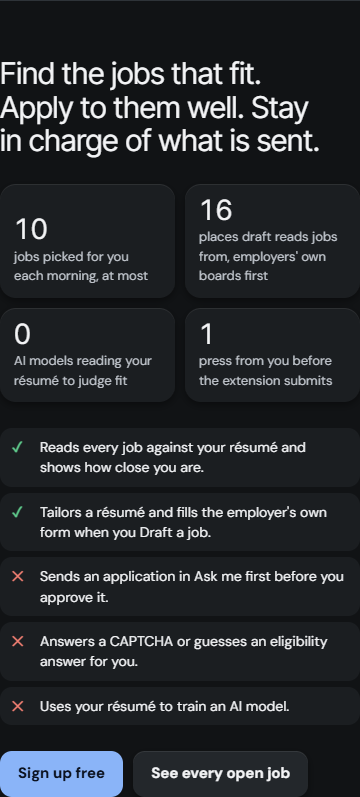 Find the jobs that fit.
Apply to them well. Stay
in charge of what is sent.
10
jobs picked for you
each morning, at most
16
places draft reads jobs
from, employers' own
boards first
0
AI models reading your
résumé to judge fit
1
press from you before
the extension submits
Reads every job against your résumé and
shows how close you are.
Tailors a résumé and fills the employer's own
form when you Draft a job.
Sends an application in Ask me first before you
approve it.
Answers a CAPTCHA or guesses an eligibility
answer for you.
Uses your résumé to train an AI model.
Sign up free
See every open job